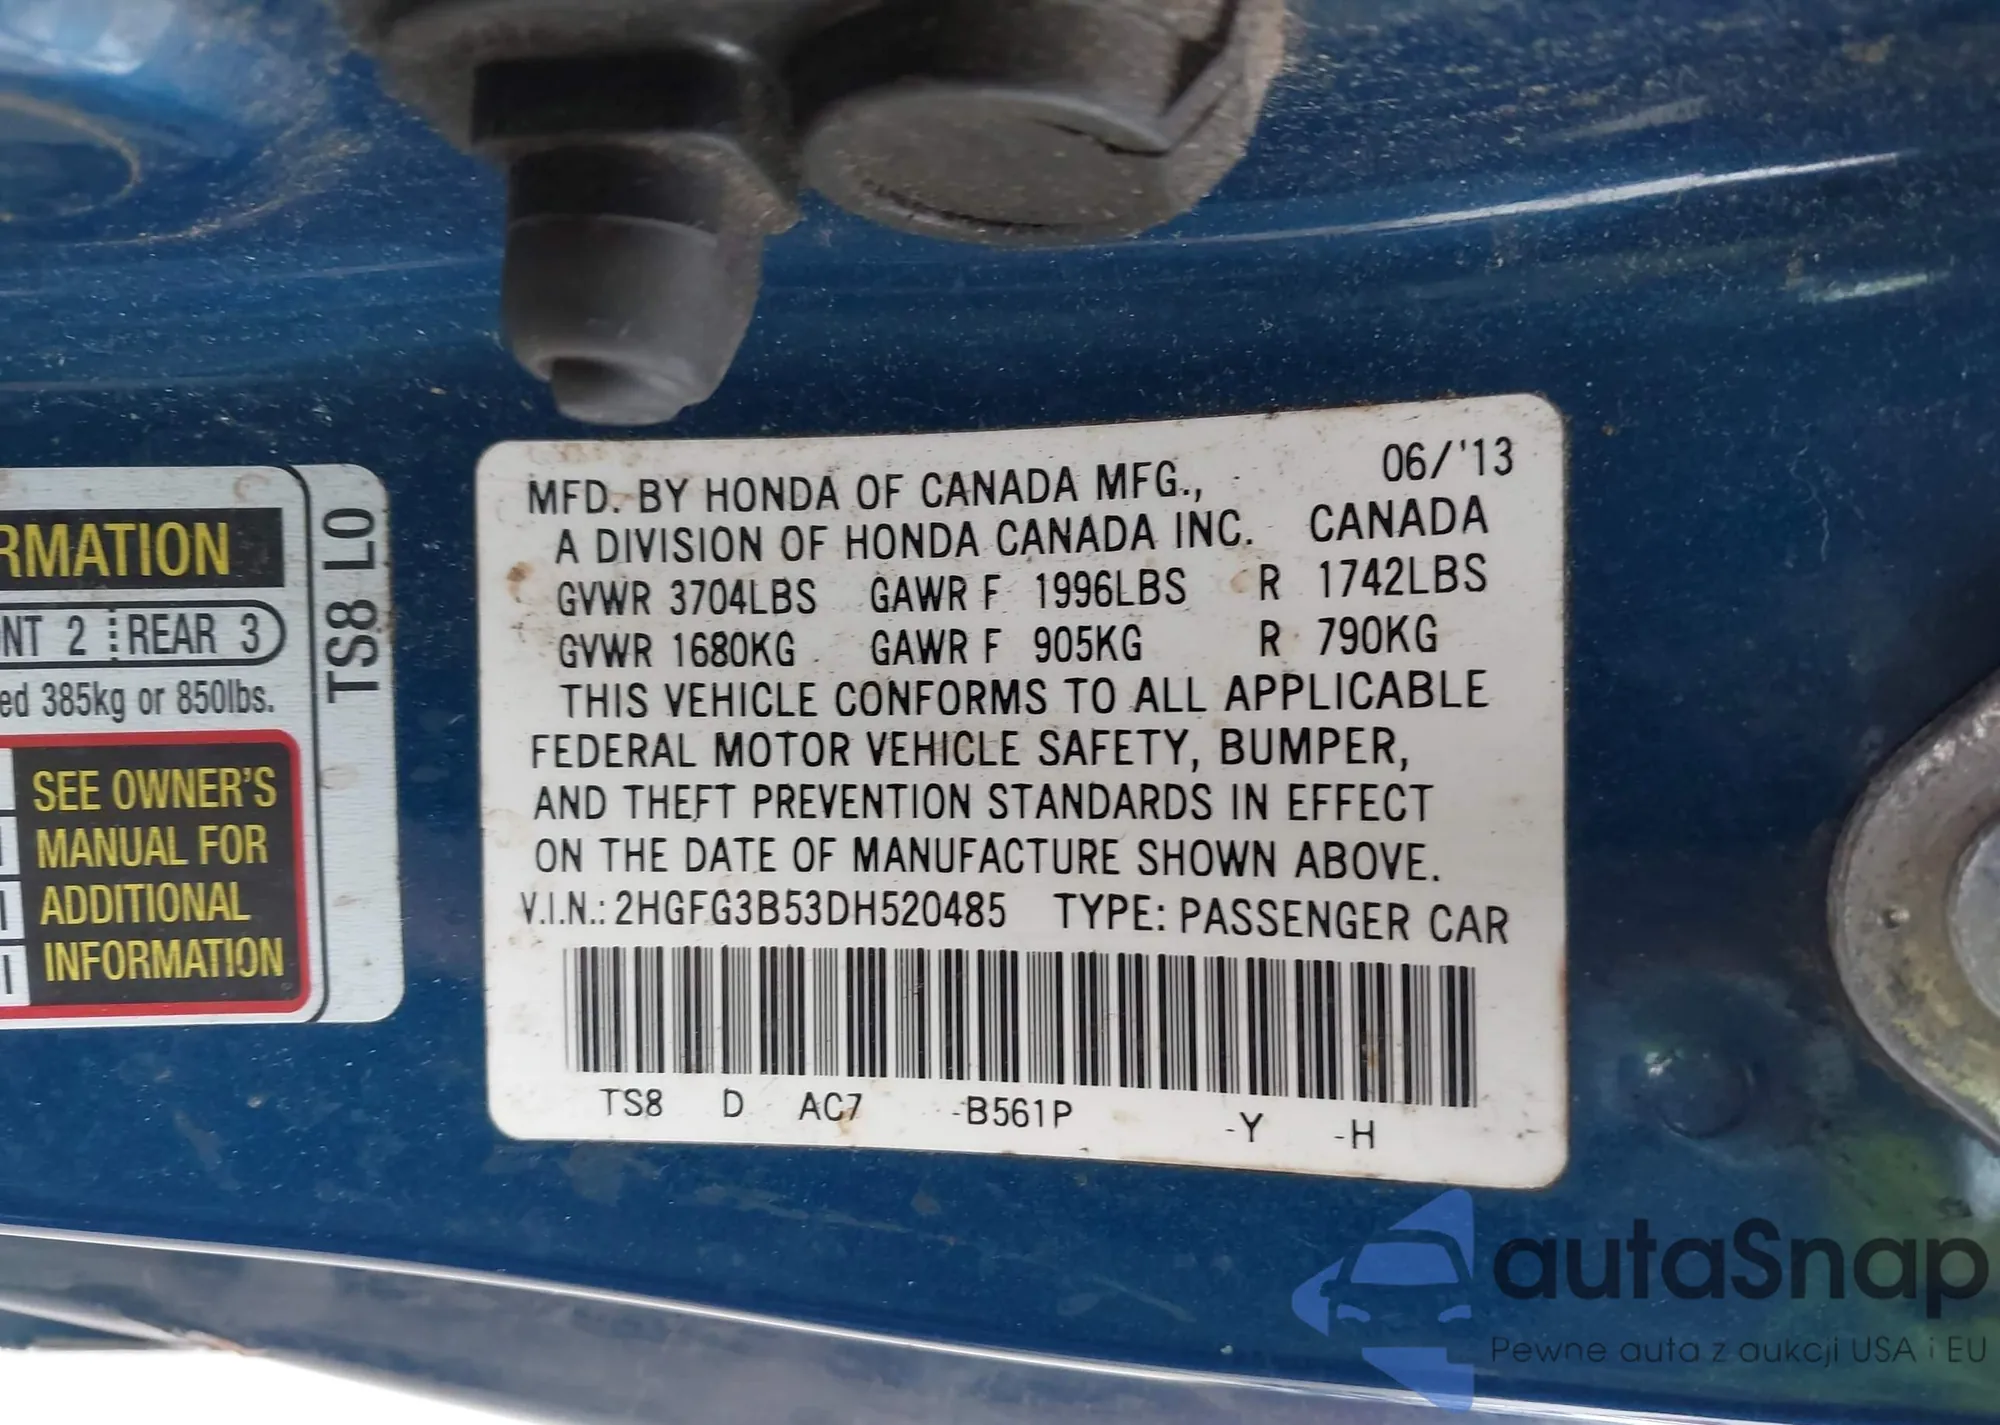 RMATION
NT 2 REAR 3
ed 385kg or 850lbs.
SEE OWNER'S
MANUAL FOR
ADDITIONAL
INFORMATION
TS8 L0
06/'13
MFD. BY HONDA OF CANADA MFG.,
A DIVISION OF HONDA CANADA INC. CANADA
GVWR 3704LBS GAWR F 1996LBS R 1742LBS
GVWR 1680KG GAWR F 905KG R 790KG
THIS VEHICLE CONFORMS TO ALL APPLICABLE
FEDERAL MOTOR VEHICLE SAFETY, BUMPER,
AND THEFT PREVENTION STANDARDS IN EFFECT
ON THE DATE OF MANUFACTURE SHOWN ABOVE.
V.I.N.: 2HGFG3B53DH520485 TYPE: PASSENGER CAR
TS8 D AC7 -B561P -Y -H
autaSnap
Pewne auta z aukcji USA i EU